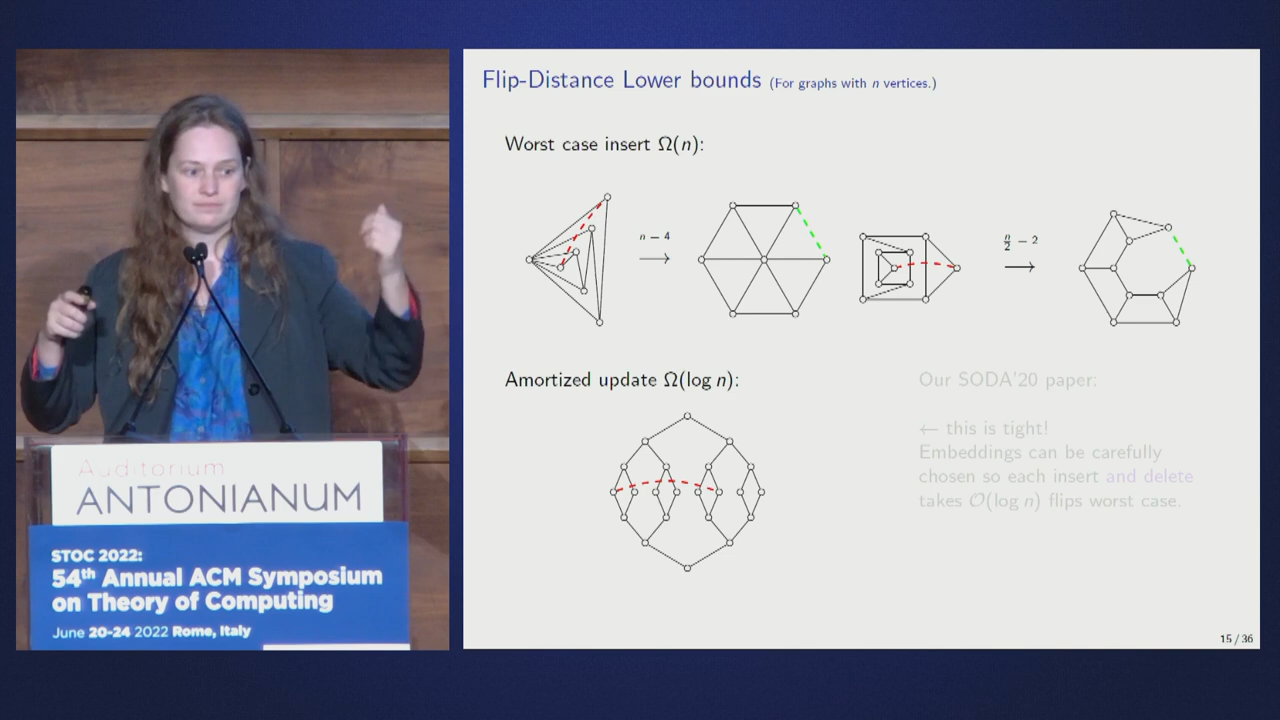 Auditorium
ANTONIANUM
STOC 2022:
54th Annual ACM Symposium
on Theory of Computing
June 20-24 2022 Rome, Italy
Flip-Distance Lower bounds (For graphs with n vertices.)
Worst case insert Ω(n):
n − 4
n/2 − 2
Amortized update Ω(log n):
Our SODA'20 paper:
← this is tight!
Embeddings can be carefully
chosen so each insert and delete
takes O(log n) flips worst case.
15 / 36